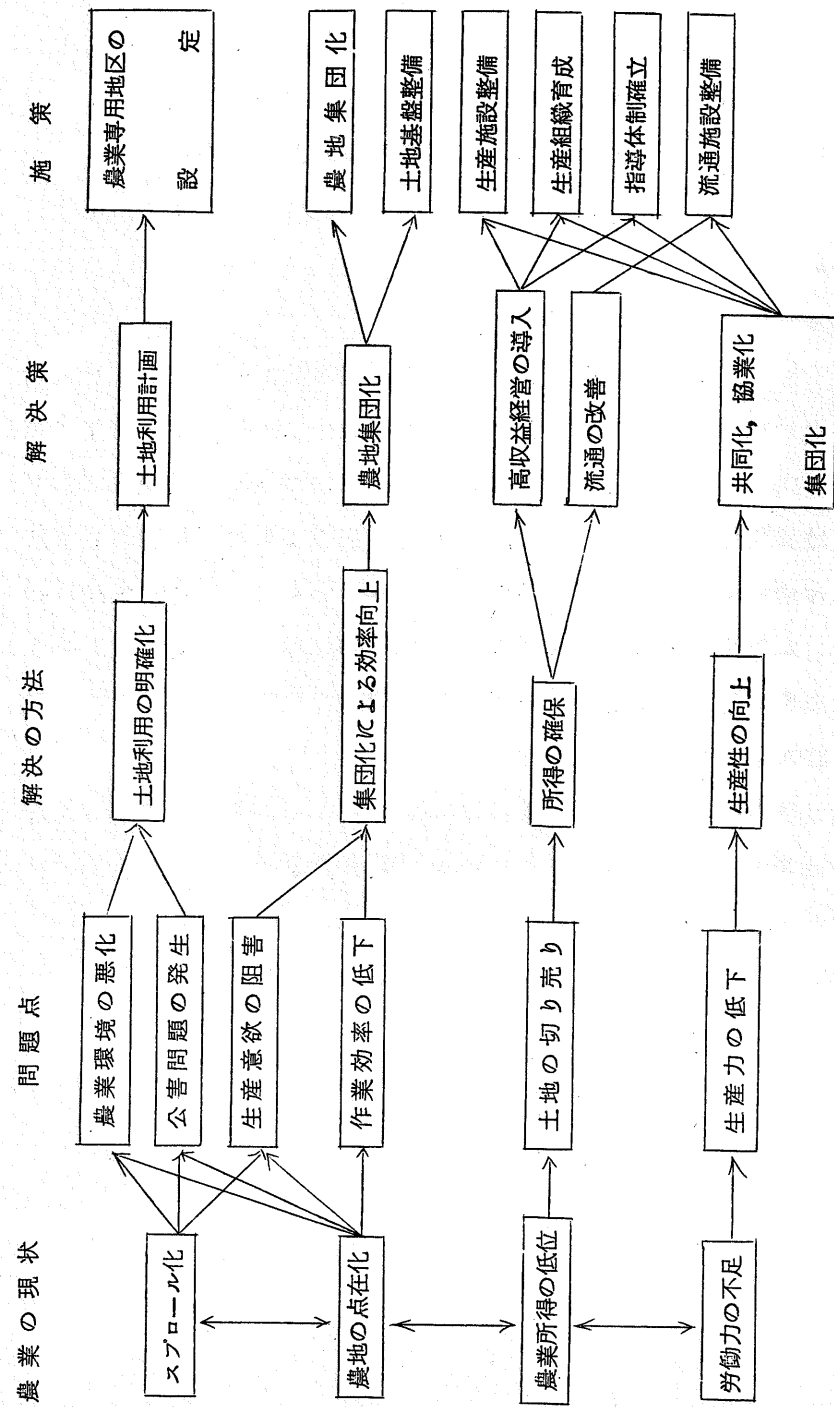 農業の現状
問題点
解決の方法
解決策
施策
スプロール化
農地の点在化
農業所得の低位
労働力の不足
農業環境の悪化
公害問題の発生
生産意欲の阻害
作業効率の低下
土地の切り売り
生産力の低下
土地利用の明確化
集団化による効率向上
所得の確保
生産性の向上
土地利用計画
農地集団化
高収益経営の導入
流通の改善
共同化,協業化
集団化
農業専用地区の
設定
農地集団化
土地基盤整備
生産施設整備
生産組織育成
指導体制確立
流通施設整備